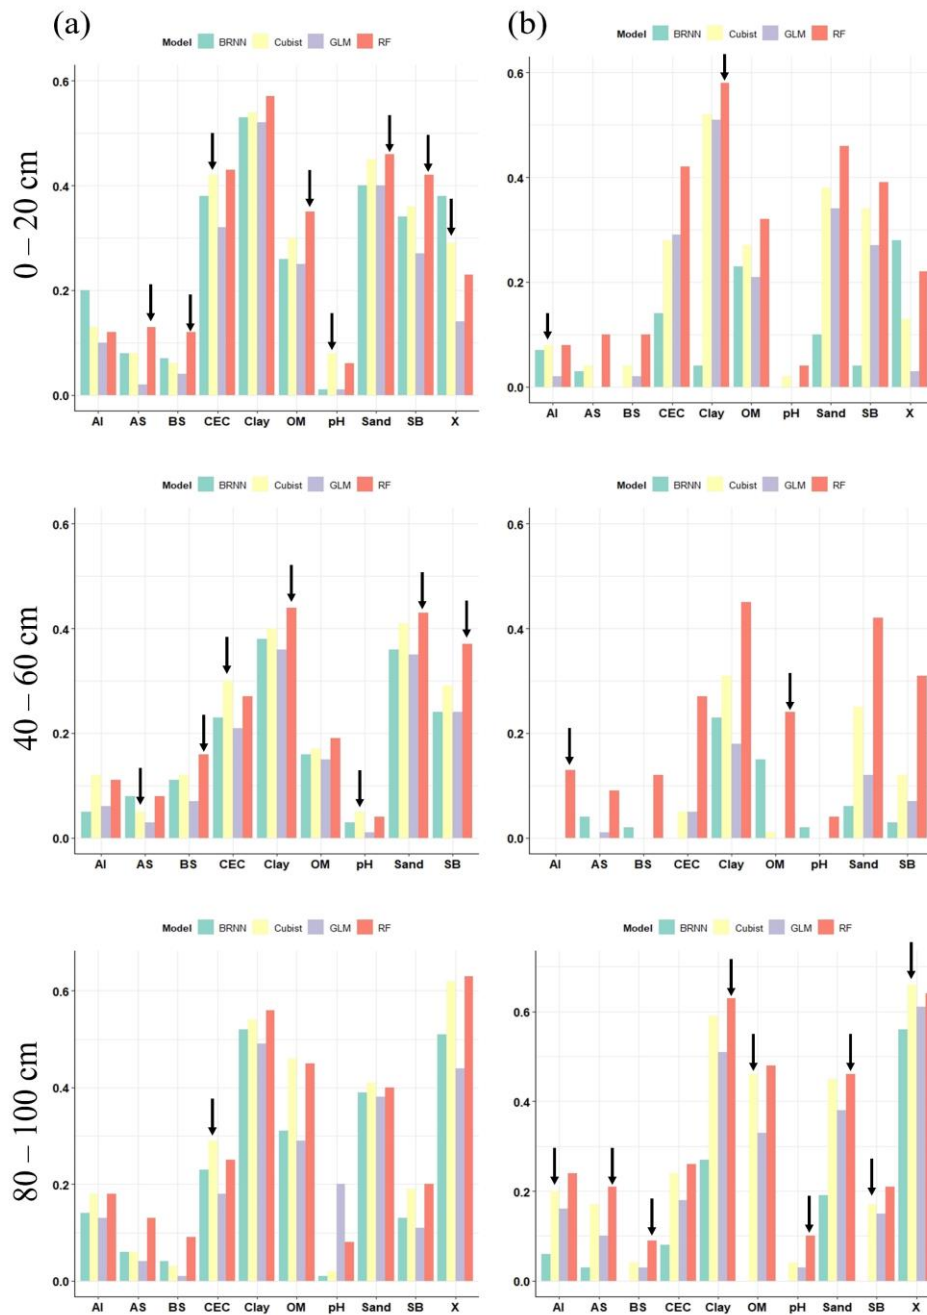 (a)
(b)
Model BRNN Cubist GLM RF
Model BRNN Cubist GLM RF
0 – 20 cm
0.6
0.4
0.2
0.0
AI AS BS CEC Clay OM pH Sand SB X
0.6
0.4
0.2
0.0
AI AS BS CEC Clay OM pH Sand SB X
Model BRNN Cubist GLM RF
Model BRNN Cubist GLM RF
40 – 60 cm
0.6
0.4
0.2
0.0
AI AS BS CEC Clay OM pH Sand SB
0.6
0.4
0.2
0.0
AI AS BS CEC Clay OM pH Sand SB
Model BRNN Cubist GLM RF
Model BRNN Cubist GLM RF
80 – 100 cm
0.6
0.4
0.2
0.0
AI AS BS CEC Clay OM pH Sand SB X
0.6
0.4
0.2
0.0
AI AS BS CEC Clay OM pH Sand SB X